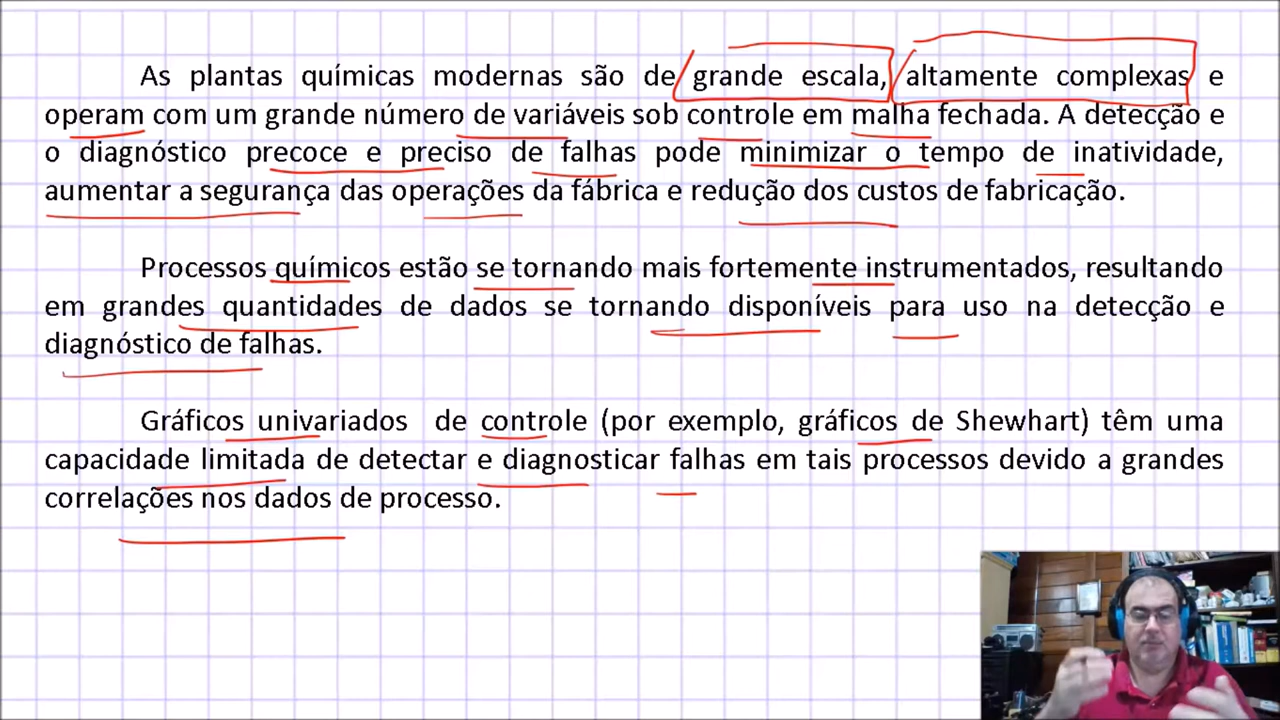 As plantas químicas modernas são de grande escala, altamente complexas e
operam com um grande número de variáveis sob controle em malha fechada. A detecção e
o diagnóstico precoce e preciso de falhas pode minimizar o tempo de inatividade,
aumentar a segurança das operações da fábrica e redução dos custos de fabricação.
Processos químicos estão se tornando mais fortemente instrumentados, resultando
em grandes quantidades de dados se tornando disponíveis para uso na detecção e
diagnóstico de falhas.
Gráficos univariados de controle (por exemplo, gráficos de Shewhart) têm uma
capacidade limitada de detectar e diagnosticar falhas em tais processos devido a grandes
correlações nos dados de processo.